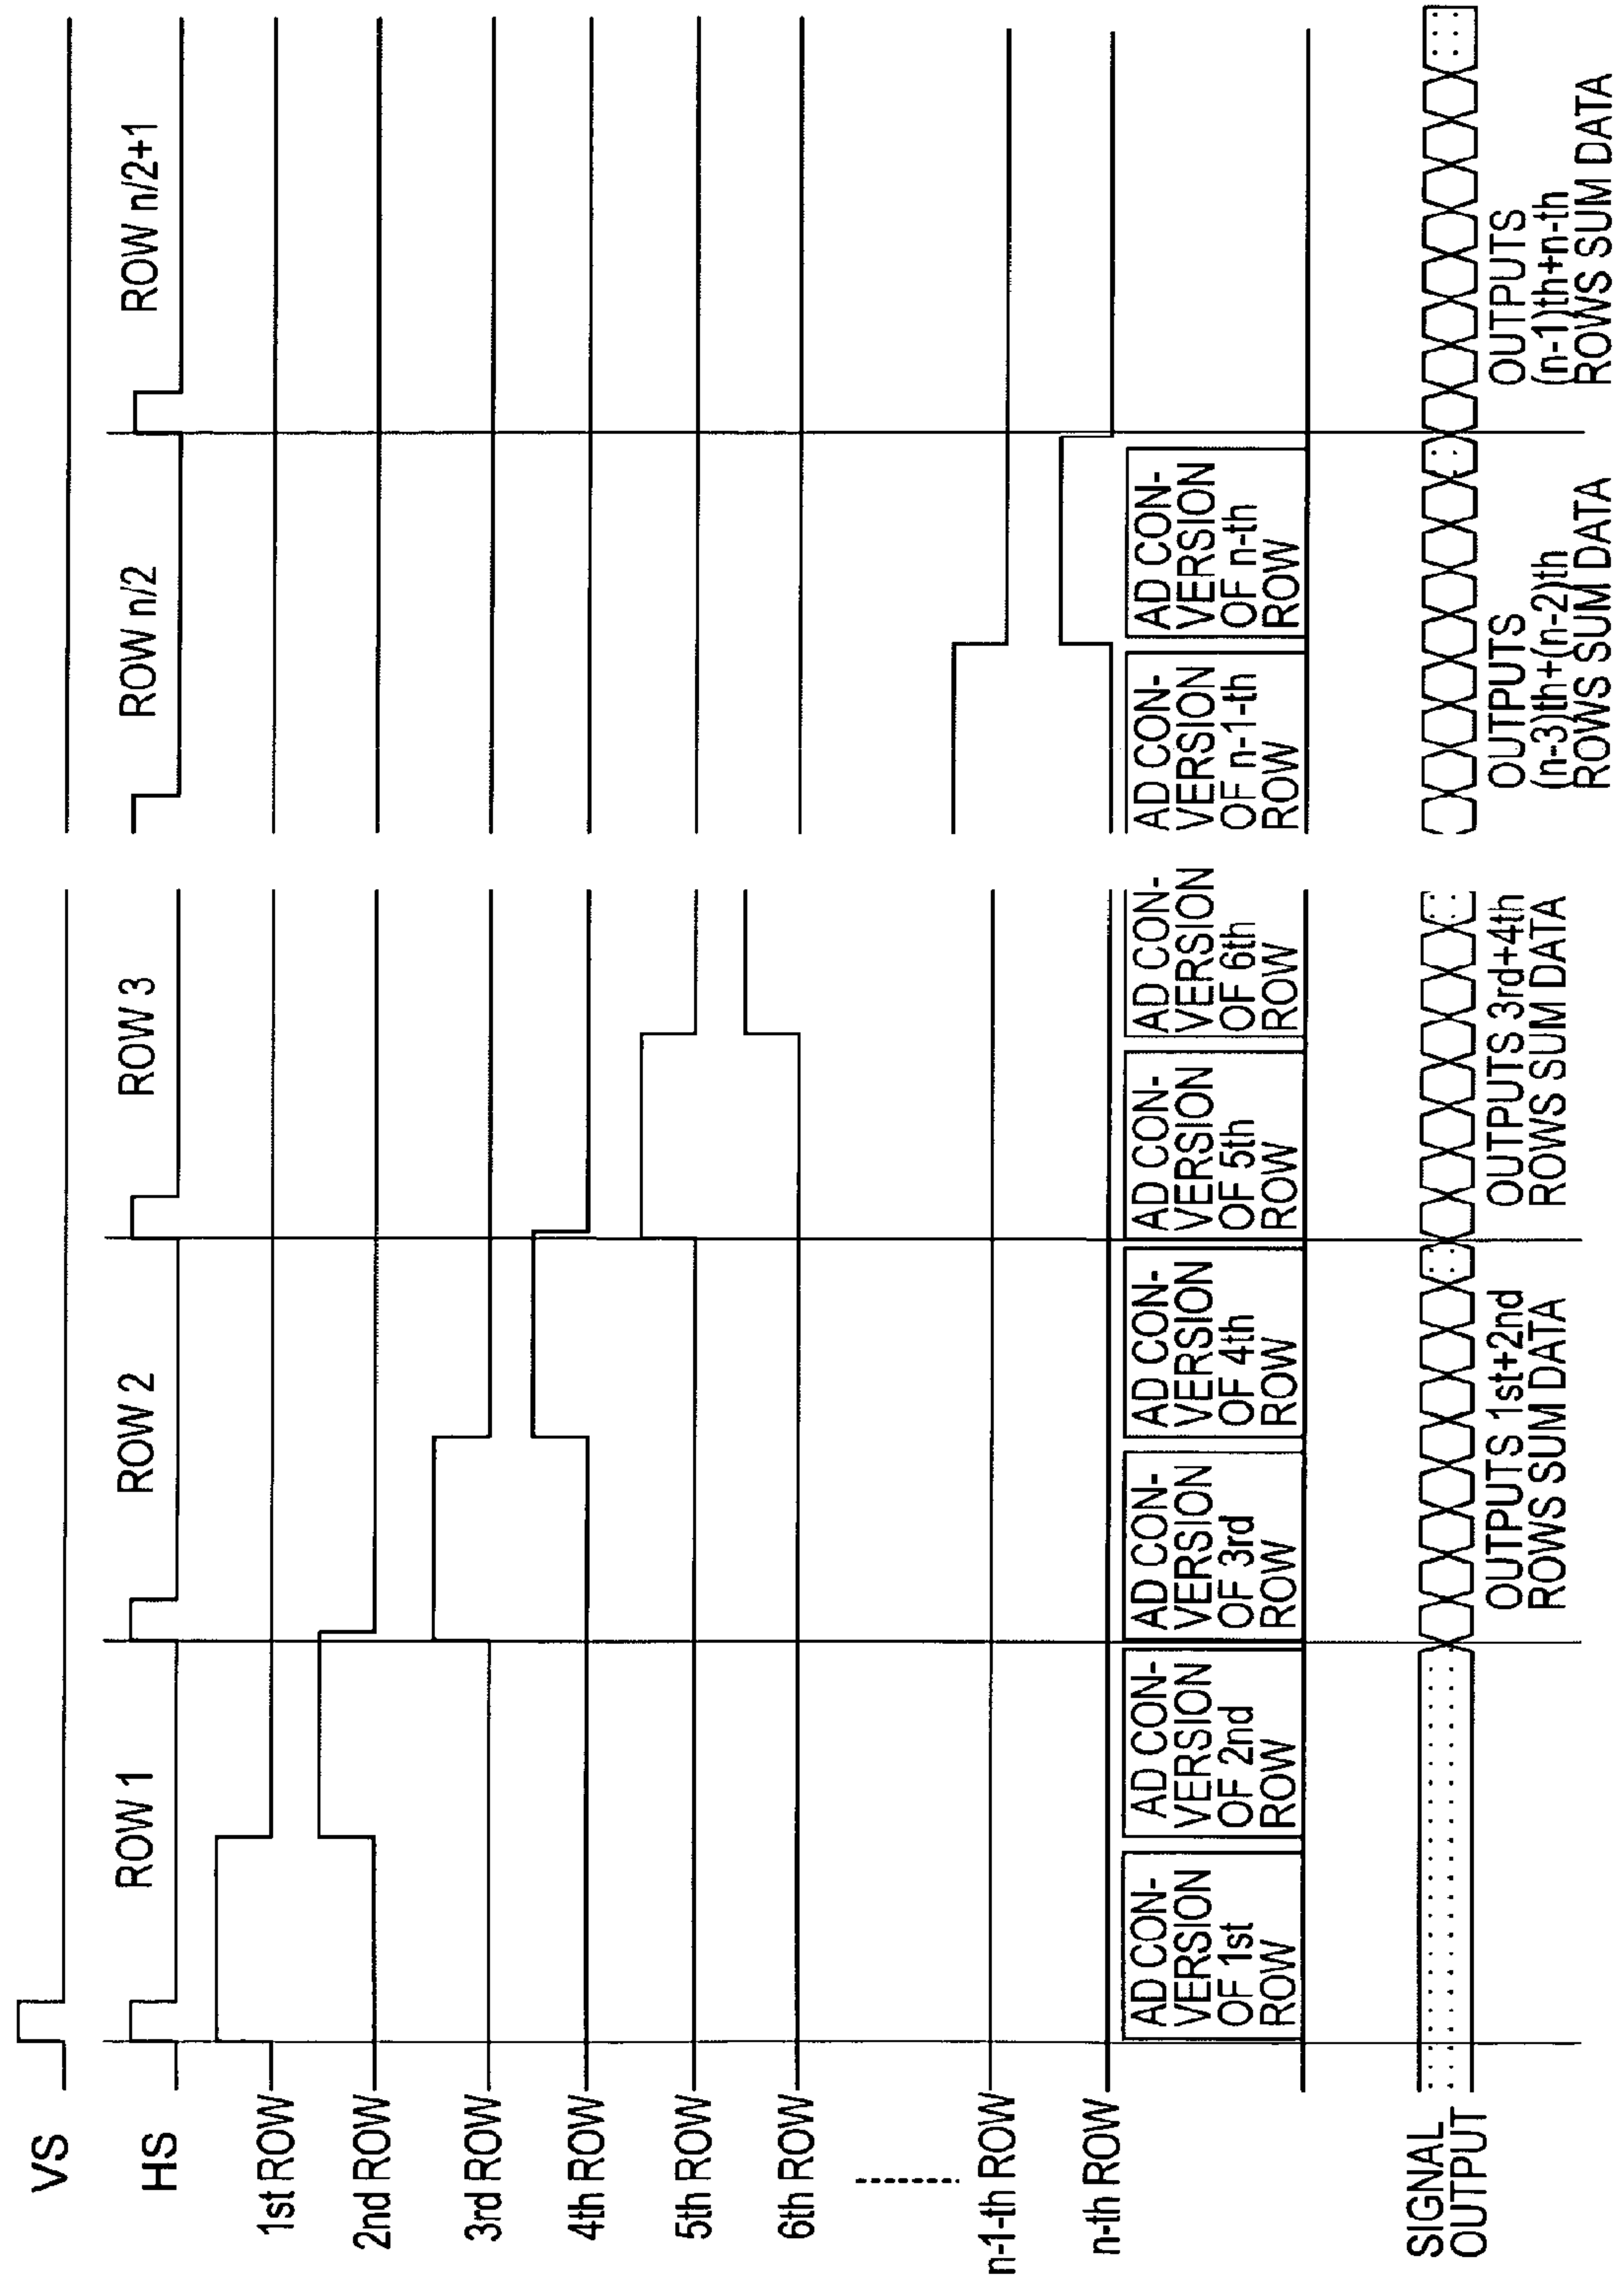 VS
HS
ROW 1
ROW 2
ROW 3
ROW n/2
ROW n/2+1
1st ROW
2nd ROW
3rd ROW
4th ROW
5th ROW
6th ROW
n-1-th ROW
n-th ROW
AD CON-
VERSION
OF 1st
ROW
AD CON-
VERSION
OF 2nd
ROW
AD CON-
VERSION
OF 3rd
ROW
AD CON-
VERSION
OF 4th
ROW
AD CON-
VERSION
OF 5th
ROW
AD CON-
VERSION
OF 6th
ROW
AD CON-
VERSION
OF n-1-th
ROW
AD CON-
VERSION
OF n-th
ROW
SIGNAL
OUTPUT
OUTPUTS 1st+2nd
ROWS SUM DATA
OUTPUTS 3rd+4th
ROWS SUM DATA
OUTPUTS
(n-3)th+(n-2)th
ROWS SUM DATA
OUTPUTS
(n-1)th+n-th
ROWS SUM DATA